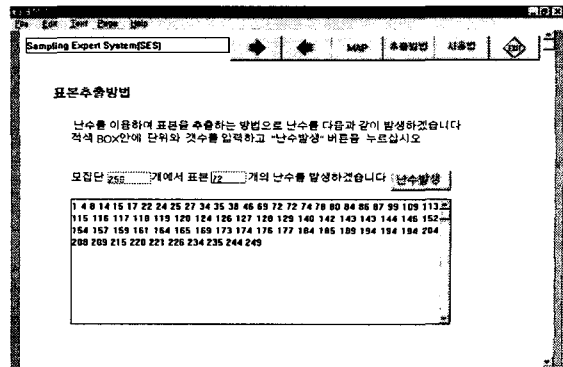 File Edit Text Page Help
Sampling Expert System(SES)
MAP 추출방법 사용법 EXIT
표본추출방법
난수를 이용하여 표본을 추출하는 방법으로 난수를 다음과 같이 발생하겠습니다
적색 BOX안에 단위와 갯수를 입력하고 "난수발생" 버튼을 누르십시오
모집단 250 개에서 표본 72 개의 난수를 발생하겠습니다 난수발생
1 4 8 14 15 17 22 24 25 27 34 35 38 46 69 72 72 74 78 80 84 86 87 99 109 113
115 116 117 118 119 120 124 126 127 128 129 140 142 143 143 144 146 152
154 157 159 161 164 165 169 173 174 176 177 184 185 189 194 194 194 204
208 209 215 220 221 226 234 235 244 249